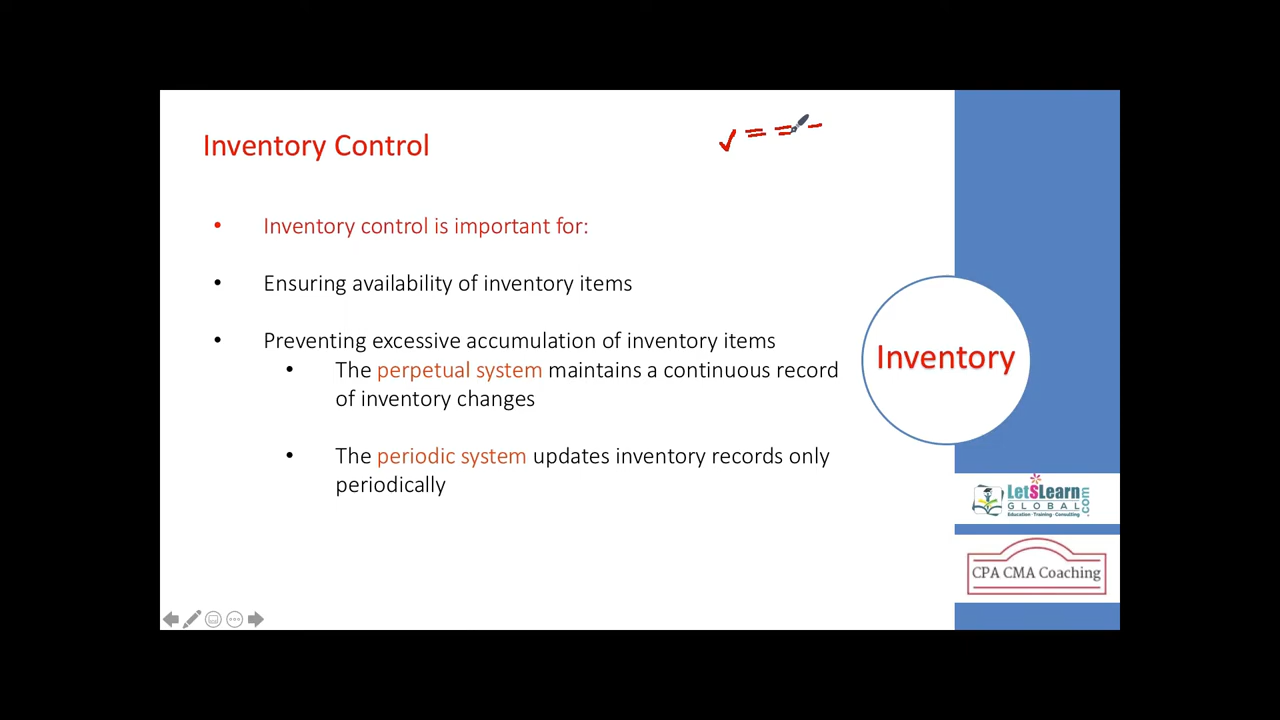 Inventory Control
• Inventory control is important for:
• Ensuring availability of inventory items
• Preventing excessive accumulation of inventory items
• The perpetual system maintains a continuous record
of inventory changes
• The periodic system updates inventory records only
periodically
Inventory
LetSLearn
GLOBAL
.com
Education - Training - Consulting
CPA CMA Coaching